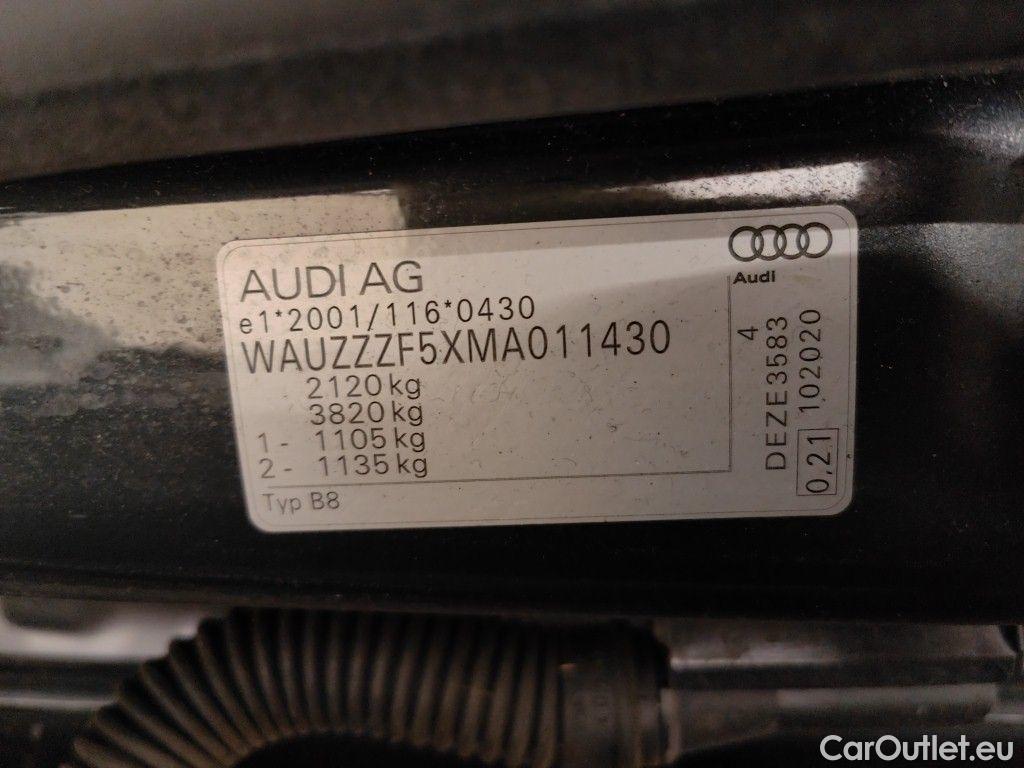 AUDI AG
e1*2001/116*0430
WAUZZZF5XMA011430
2120 kg
3820 kg
1 - 1105 kg
2 - 1135 kg
Typ B8
Audi
4
DEZE3583
0,21 102020
CarOutlet.eu